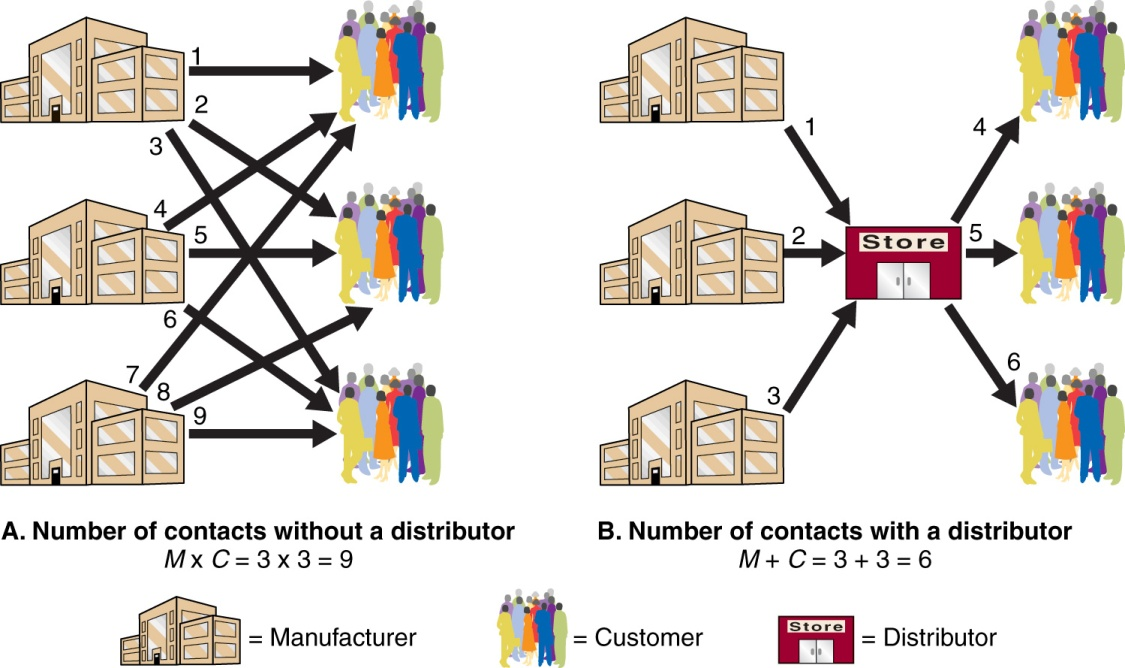 1
2
3
4
5
6
7
8
9
1
2
3
Store
4
5
6
A. Number of contacts without a distributor
M x C = 3 x 3 = 9
B. Number of contacts with a distributor
M + C = 3 + 3 = 6
= Manufacturer
= Customer
Store
= Distributor